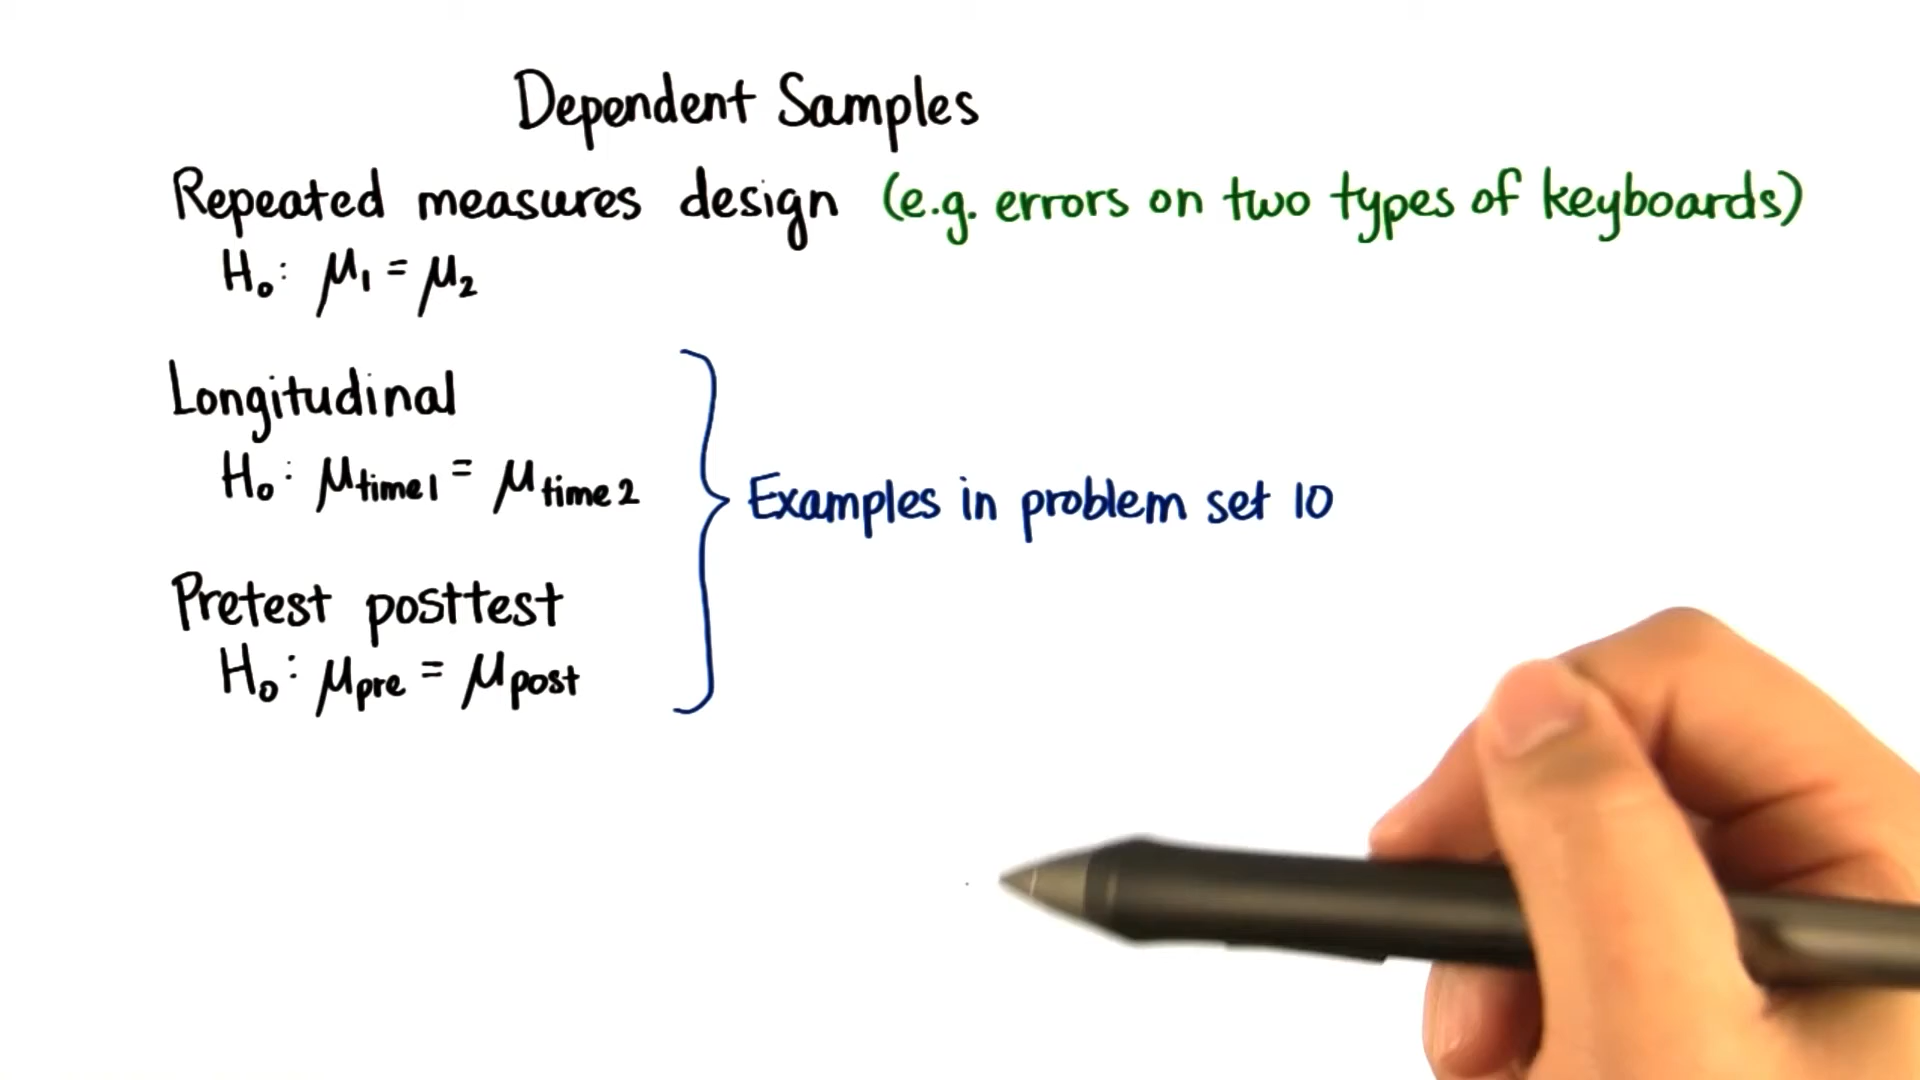 Dependent Samples
Repeated measures design (e.g. errors on two types of keyboards)
H₀: μ₁ = μ₂
Longitudinal
H₀: μtime1 = μtime2
Examples in problem set 10
Pretest posttest
H₀: μpre = μpost